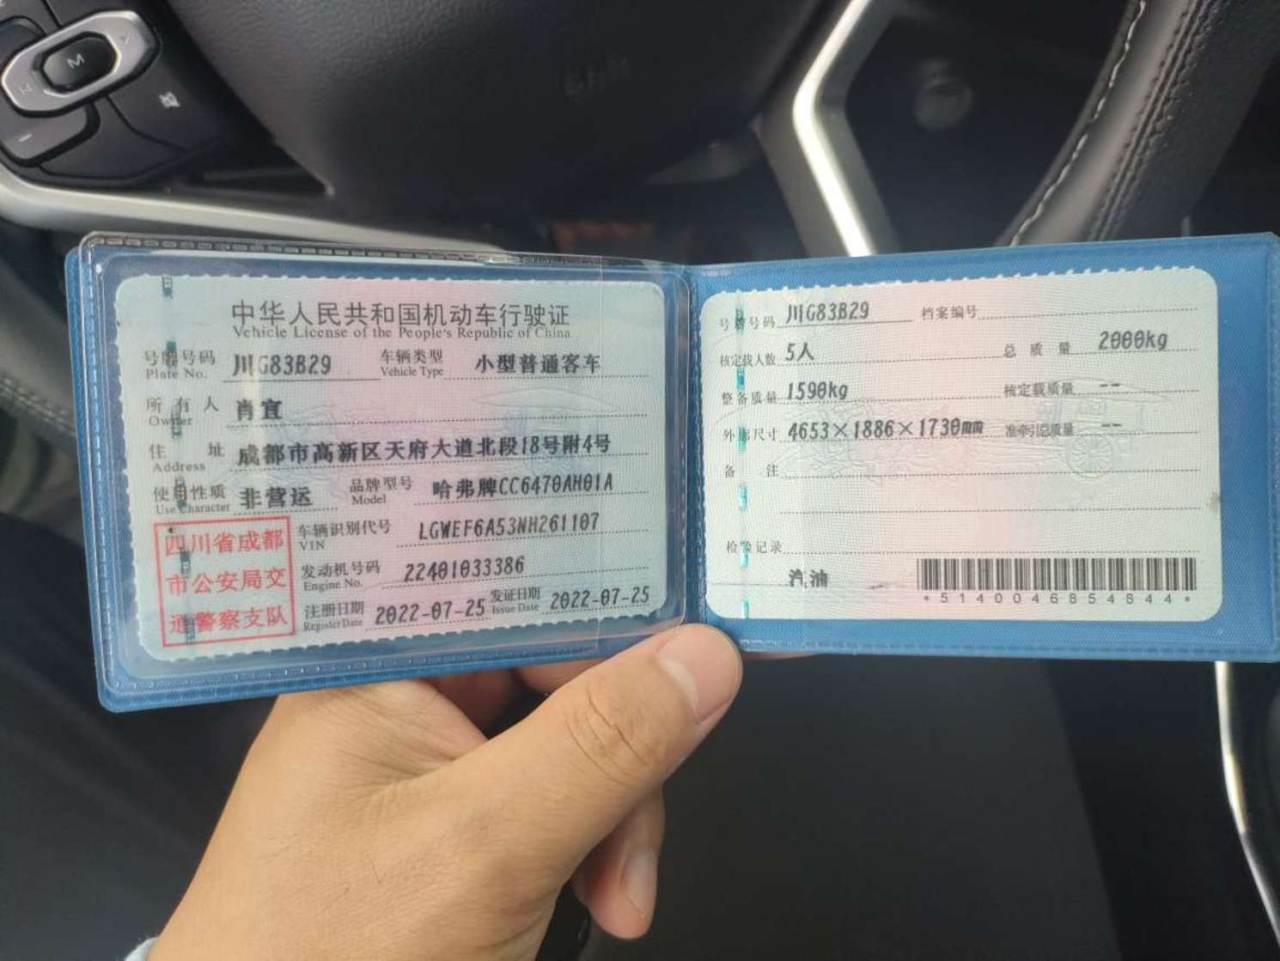 M
中华人民共和国机动车行驶证
Vehicle License of the People's Republic of China
号牌号码 川G83B29 车辆类型 小型普通客车
Plate No. Vehicle Type
所有人 肖宜
Owner
住址 成都市高新区天府大道北段18号附4号
Address
使用性质 非营运 品牌型号 哈弗牌CC6470AH01A
Use Character Model
四川省成都
市公安局交
通警察支队
车辆识别代号 LGWEF6A53NH261107
VIN
发动机号码 22401033386
Engine No.
注册日期 2022-07-25 发证日期 2022-07-25
Register Date Issue Date
号牌号码 川G83B29 档案编号
核定载人数 5人 总质量 2000kg
整备质量 1590kg 核定载质量 --
外廓尺寸 4653×1886×1730mm 准牵引总质量 --
备注
检验记录
汽油
*5140046854844*